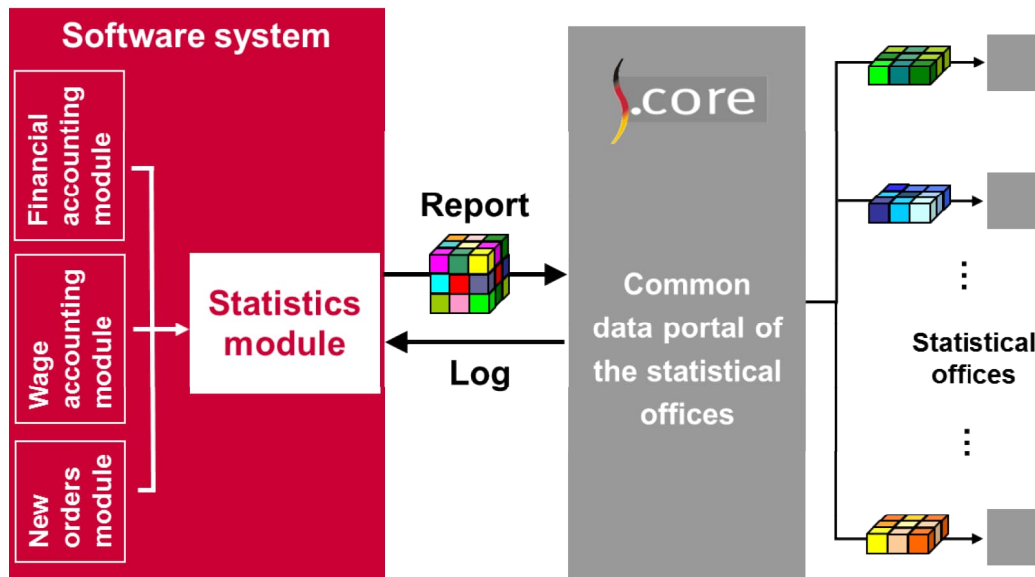 Software system
Financial
accounting
module
Wage
accounting
module
New
orders
module
Statistics
module
Report
Log
.core
Common
data portal of
the statistical
offices
...
Statistical
offices
...